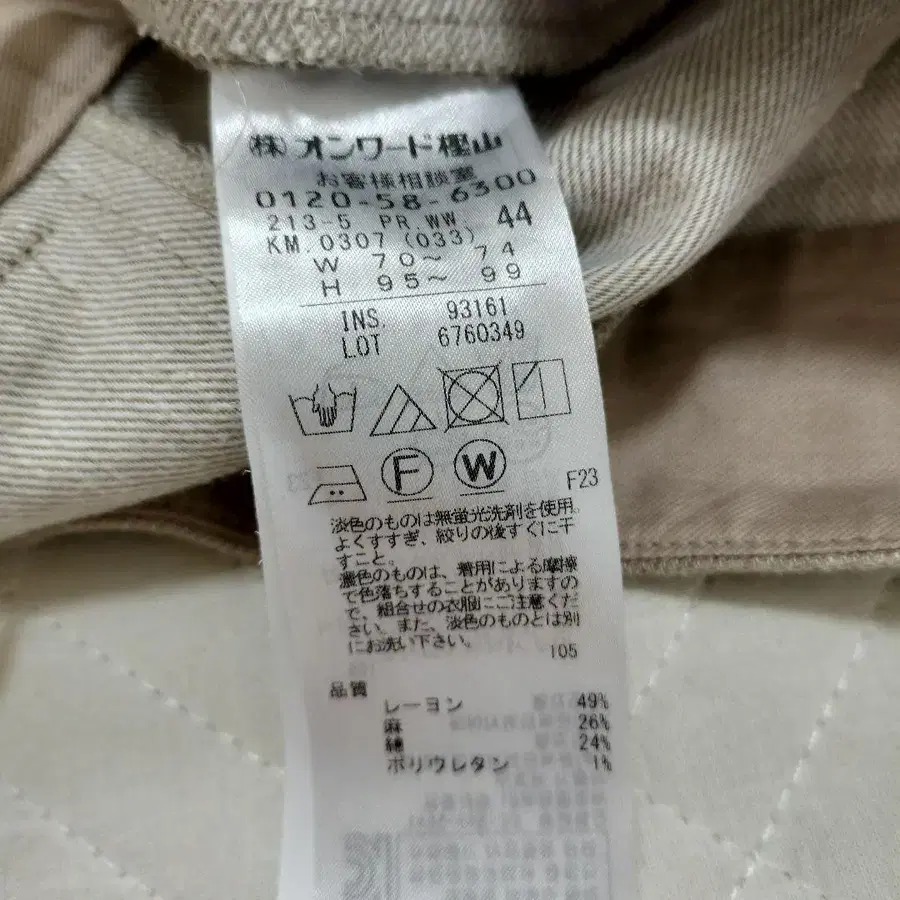 ㈱オンワード樫山
お客様相談室
0120-58-6300
213-5 PR.WW. 44
KM.0307 (033)
W 70~ 74
H 95~ 99
INS. 93161
LOT 6760349
F W
F23
淡色のものは無蛍光洗剤を使用。
よくすすぎ、絞りの後すぐに干
すこと。
濃色のものは、着用による摩擦
で色落ちすることがありますの
で、組合せの衣服にご注意くだ
さい。また、淡色のものとは別
にお洗い下さい。
105
品質
レーヨン 49%
麻 26%
綿 24%
ポリウレタン 1%